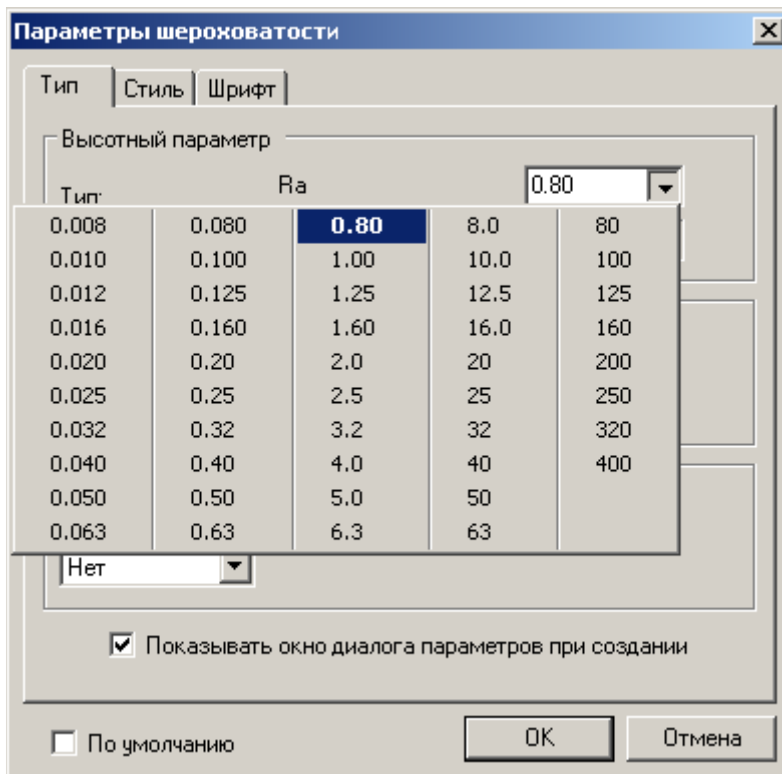 Параметры шероховатости
Тип Стиль Шрифт
Высотный параметр
Тип: Ra 0.80
0.008 0.080 0.80 8.0 80
0.010 0.100 1.00 10.0 100
0.012 0.125 1.25 12.5 125
0.016 0.160 1.60 16.0 160
0.020 0.20 2.0 20 200
0.025 0.25 2.5 25 250
0.032 0.32 3.2 32 320
0.040 0.40 4.0 40 400
0.050 0.50 5.0 50
0.063 0.63 6.3 63
Нет
Показывать окно диалога параметров при создании
По умолчанию OK Отмена